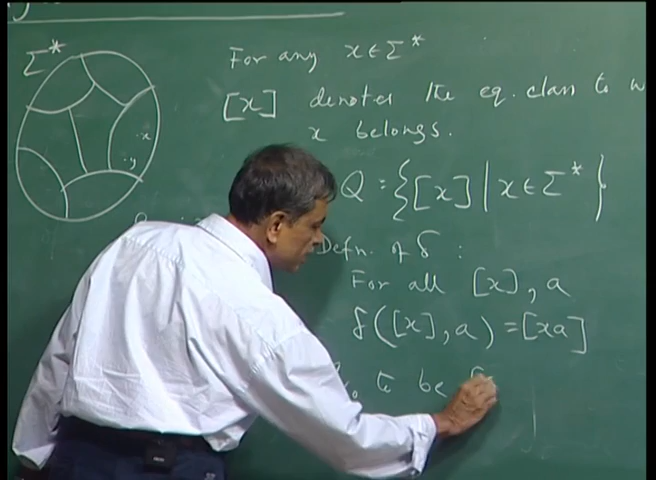 Σ*
.x
.y
For any x ∈ Σ*
[x] denotes the eq. class to w
x belongs.
Q = {[x] | x ∈ Σ*}
Defn. of δ :
For all [x], a
δ([x], a) = [xa]
to be